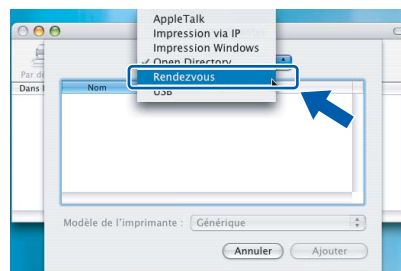 AppleTalk
Impression via IP
Impression Windows
Open Directory
Rendezvous
USB
Par dé
Dans l
Nom
Modèle de l'imprimante :
Générique
Annuler
Ajouter